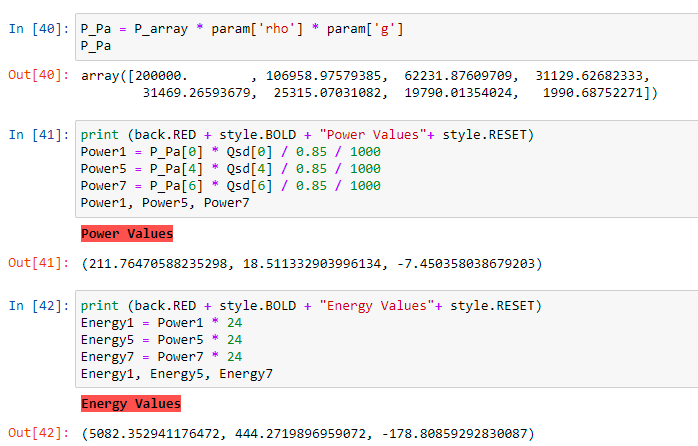 In [40]: P_Pa = P_array * param['rho'] * param['g']
P_Pa
Out[40]: array([200000.        , 106958.97579385,  62231.87609709,  31129.62682333,
31469.26593679,  25315.07031082,  19790.01354024,   1990.68752271])
In [41]: print (back.RED + style.BOLD + "Power Values"+ style.RESET)
Power1 = P_Pa[0] * Qsd[0] / 0.85 / 1000
Power5 = P_Pa[4] * Qsd[4] / 0.85 / 1000
Power7 = P_Pa[6] * Qsd[6] / 0.85 / 1000
Power1, Power5, Power7
Power Values
Out[41]: (211.76470588235298, 18.511332903996134, -7.450358038679203)
In [42]: print (back.RED + style.BOLD + "Energy Values"+ style.RESET)
Energy1 = Power1 * 24
Energy5 = Power5 * 24
Energy7 = Power7 * 24
Energy1, Energy5, Energy7
Energy Values
Out[42]: (5082.352941176472, 444.2719896959072, -178.80859292830087)